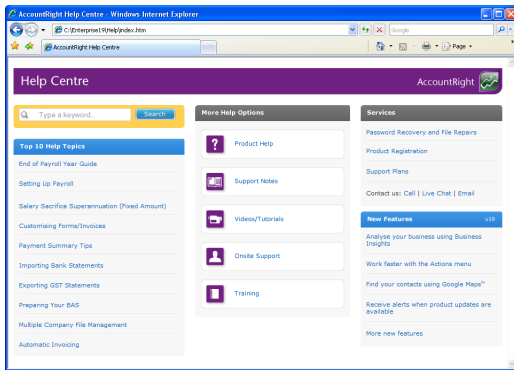 AccountRight Help Centre - Windows Internet Explorer
C:\Enterprise19\Help\index.htm
Google
AccountRight Help Centre
Page
Help Centre
AccountRight
Type a keyword...
Search
Top 10 Help Topics
End of Payroll Year Guide
Setting Up Payroll
Salary Sacrifice Superannuation (Fixed Amount)
Customising Forms/Invoices
Payment Summary Tips
Importing Bank Statements
Exporting GST Statements
Preparing Your BAS
Multiple Company File Management
Automatic Invoicing
More Help Options
Product Help
Support Notes
Videos/Tutorials
Onsite Support
Training
Services
Password Recovery and File Repairs
Product Registration
Support Plans
Contact us: Call | Live Chat | Email
New Features v19
Analyse your business using Business
Insights
Work faster with the Actions menu
Find your contacts using Google Maps™
Receive alerts when product updates are
available
More new features